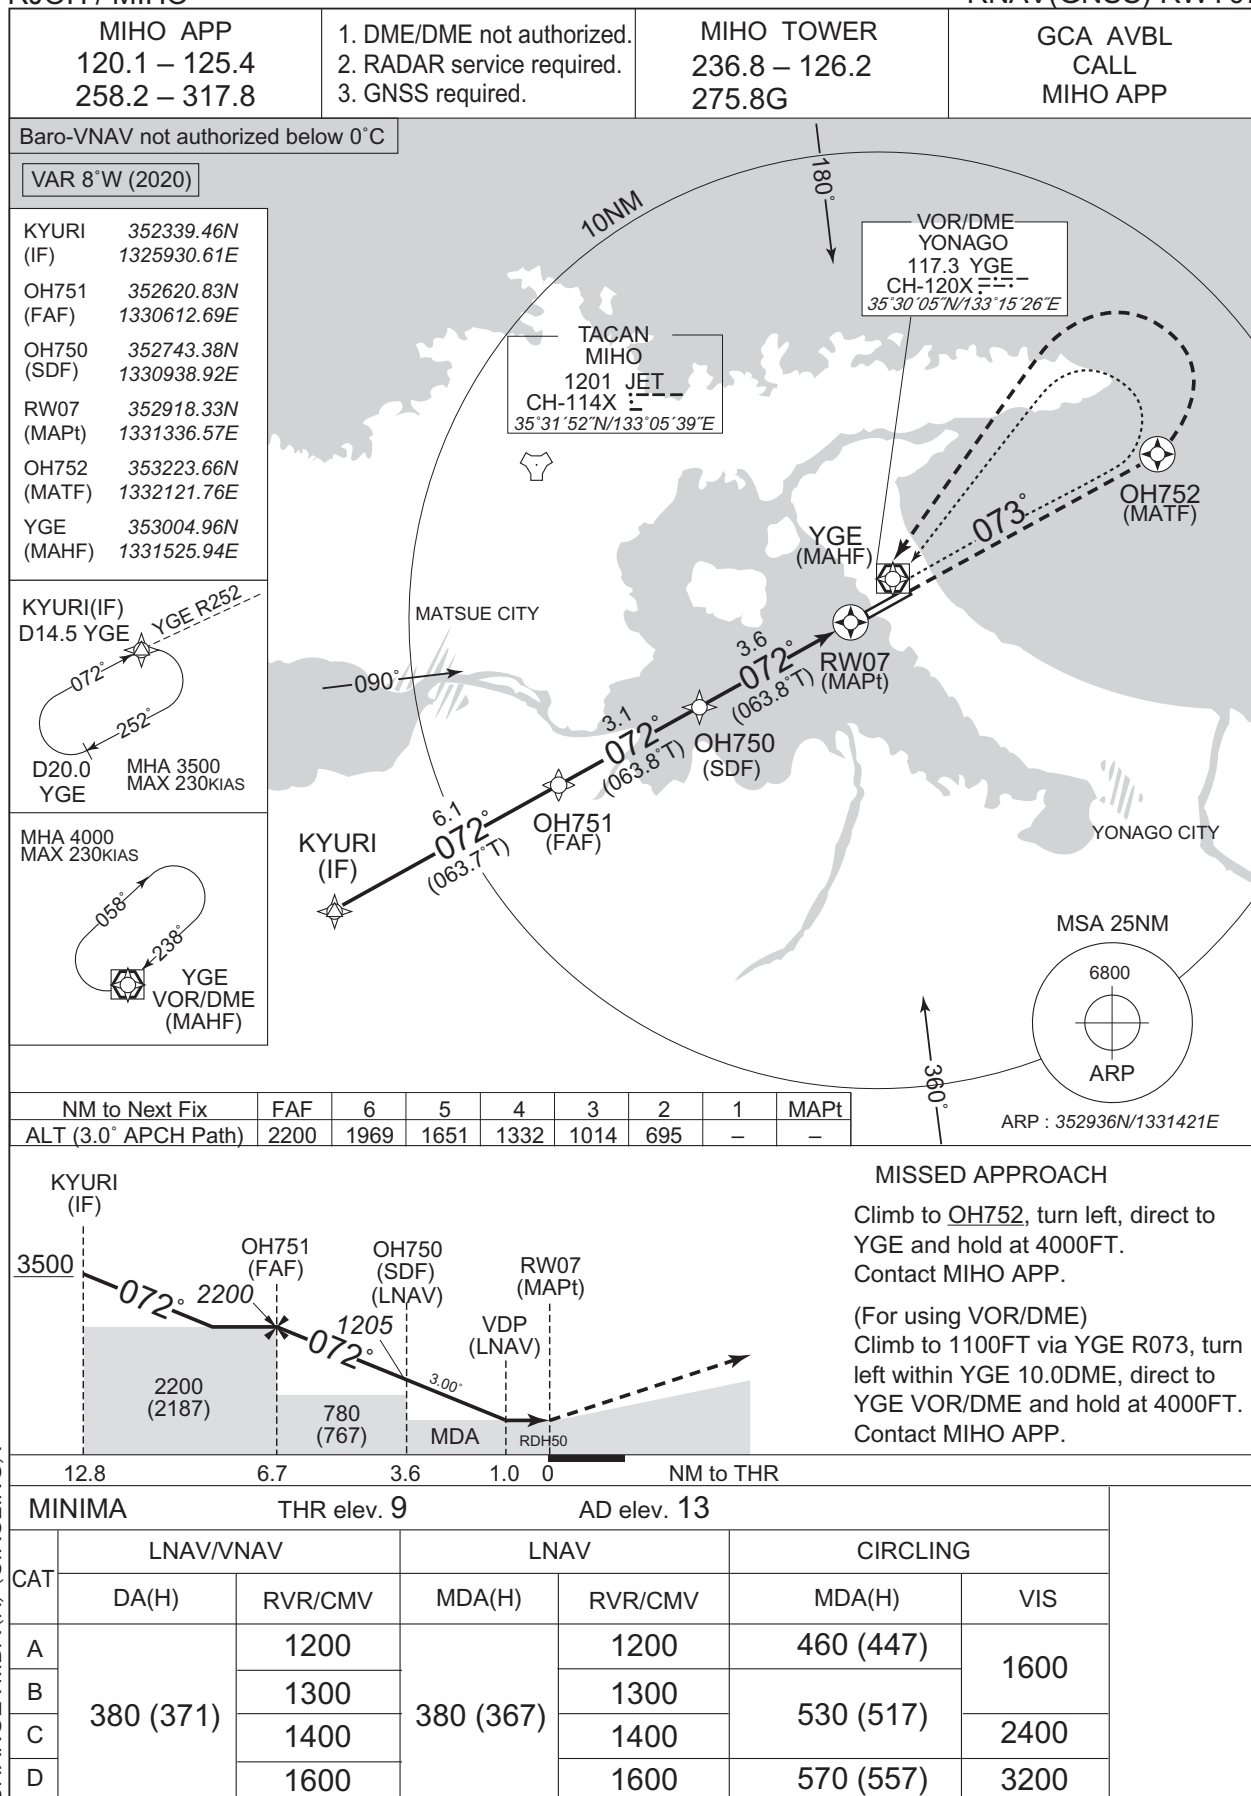 MIHO APP
120.1 – 125.4
258.2 – 317.8
1. DME/DME not authorized.
2. RADAR service required.
3. GNSS required.
MIHO TOWER
236.8 – 126.2
275.8G
GCA AVBL
CALL
MIHO APP
Baro-VNAV not authorized below 0˚C
VAR 8˚W (2020)
KYURI 352339.46N
(IF) 1325930.61E
OH751 352620.83N
(FAF) 1330612.69E
OH750 352743.38N
(SDF) 1330938.92E
RW07 352918.33N
(MAPt) 1331336.57E
OH752 353223.66N
(MATF) 1332121.76E
YGE 353004.96N
(MAHF) 1331525.94E
KYURI(IF)
D14.5 YGE
YGE R252
072˚
252˚
D20.0
YGE
MHA 3500
MAX 230KIAS
MHA 4000
MAX 230KIAS
058˚
238˚
YGE
VOR/DME
(MAHF)
10NM
180˚
VOR/DME
YONAGO
117.3 YGE
CH-120X
35˚30´05˝N/133˚15´26˝E
TACAN
MIHO
1201 JET
CH-114X
35˚31´52˝N/133˚05´39˝E
OH752
(MATF)
073˚
YGE
(MAHF)
MATSUE CITY
090˚
3.6
072˚
(063.8˚T)
RW07
(MAPt)
3.1
072˚
(063.8˚T)
OH750
(SDF)
6.1
072˚
(063.7˚T)
OH751
(FAF)
KYURI
(IF)
YONAGO CITY
MSA 25NM
6800
ARP
360˚
ARP : 352936N/1331421E
NM to Next Fix FAF 6 5 4 3 2 1 MAPt
ALT (3.0˚ APCH Path) 2200 1969 1651 1332 1014 695 – –
KYURI
(IF)
3500
072˚
2200
OH751
(FAF)
072˚
1205
OH750
(SDF)
(LNAV)
3.00˚
VDP
(LNAV)
RW07
(MAPt)
2200
(2187)
780
(767)
MDA
RDH50
12.8 6.7 3.6 1.0 0 NM to THR
MISSED APPROACH
Climb to OH752, turn left, direct to
YGE and hold at 4000FT.
Contact MIHO APP.
(For using VOR/DME)
Climb to 1100FT via YGE R073, turn
left within YGE 10.0DME, direct to
YGE VOR/DME and hold at 4000FT.
Contact MIHO APP.
MINIMA THR elev. 9 AD elev. 13
CAT LNAV/VNAV LNAV CIRCLING
DA(H) RVR/CMV MDA(H) RVR/CMV MDA(H) VIS
A 380 (371) 1200 380 (367) 1200 460 (447) 1600
B 1300 1300 530 (517)
C 1400 1400 2400
D 1600 1600 570 (557) 3200